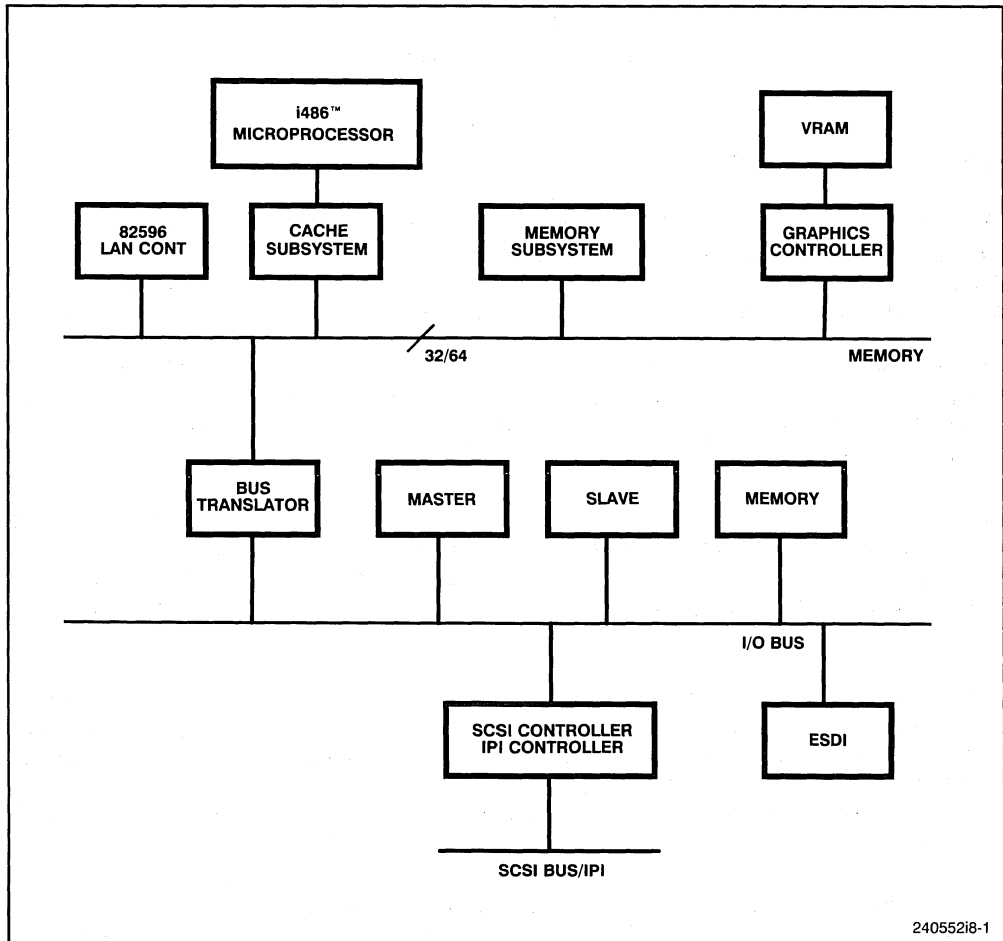 i486™
MICROPROCESSOR
VRAM
82596
LAN CONT
CACHE
SUBSYSTEM
MEMORY
SUBSYSTEM
GRAPHICS
CONTROLLER
32/64
MEMORY
BUS
TRANSLATOR
MASTER
SLAVE
MEMORY
I/O BUS
SCSI CONTROLLER
IPI CONTROLLER
ESDI
SCSI BUS/IPI
240552i8-1